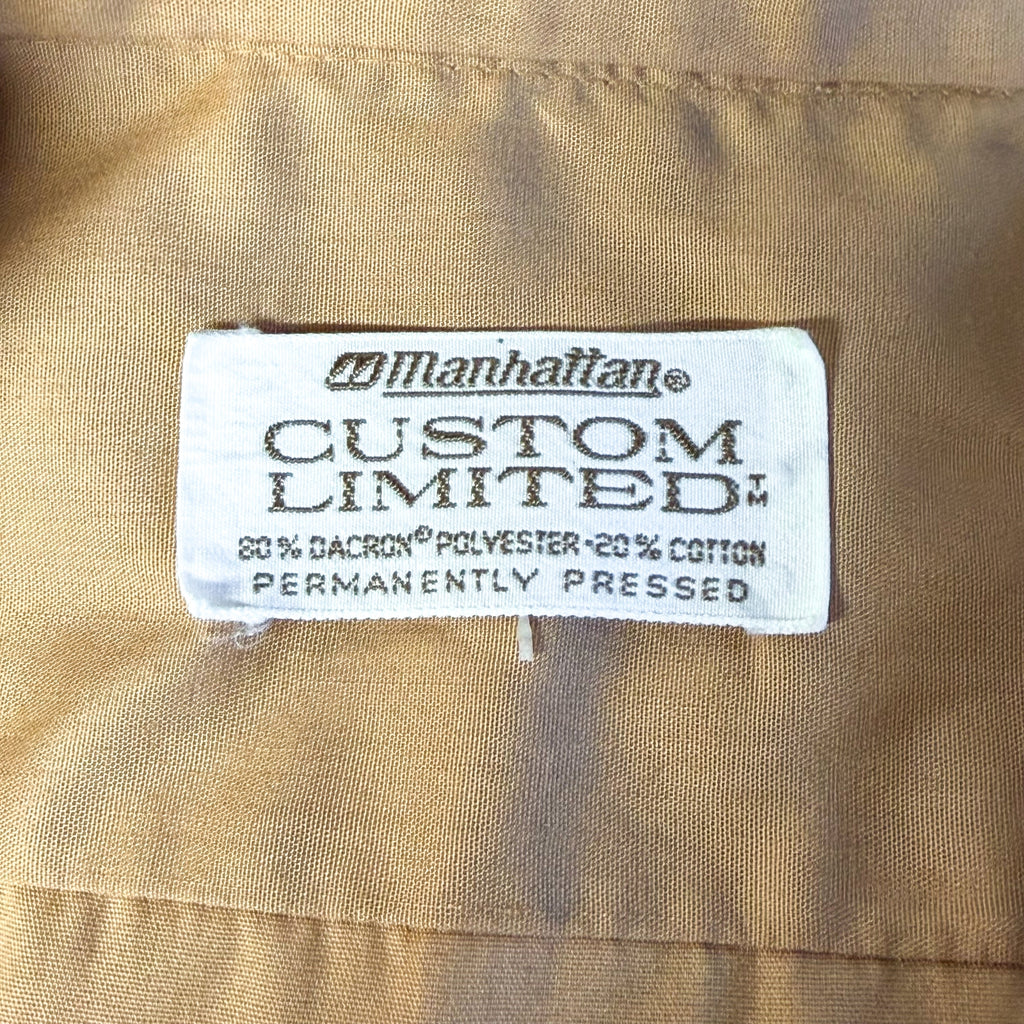 Manhattan®
CUSTOM
LIMITED™
80% DACRON® POLYESTER-20% COTTON
PERMANENTLY PRESSED